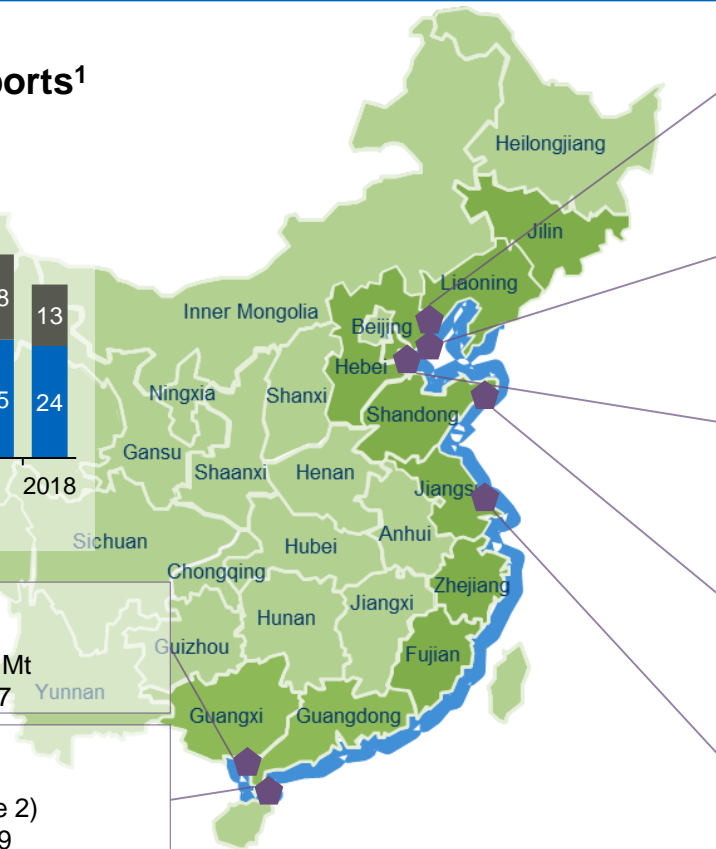 ports¹
Heilongjiang
Jilin
Liaoning
Inner Mongolia
Beijing
8
13
Hebei
Ningxia
Shanxi
5
24
Shandong
Gansu
Shaanxi
Henan
2018
Jiangs
Anhui
Sichuan
Hubei
Chongqing
Zhejiang
Jiangxi
Hunan
Guizhou
Fujian
Mt
Yunnan
7
Guangxi
Guangdong
e 2)
9